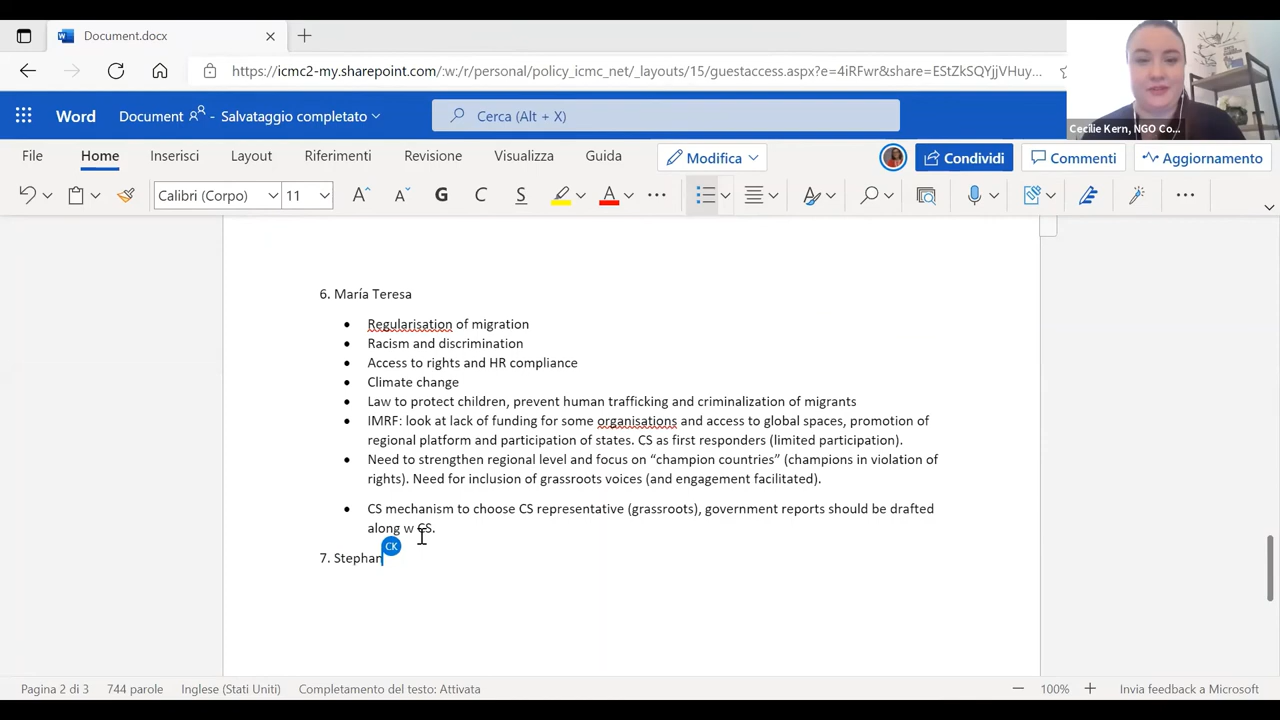 Document.docx
https://icmc2-my.sharepoint.com/:w:/r/personal/policy_icmc_net/_layouts/15/guestaccess.aspx?e=4iRFwr&share=EStZkSQYjjVHuy...
Cecilie Kern, NGO Co...
Word Document - Salvataggio completato
Cerca (Alt + X)
File Home Inserisci Layout Riferimenti Revisione Visualizza Guida Modifica Condividi Commenti Aggiornamento
Calibri (Corpo) 11 G C S A
6. María Teresa
• Regularisation of migration
• Racism and discrimination
• Access to rights and HR compliance
• Climate change
• Law to protect children, prevent human trafficking and criminalization of migrants
• IMRF: look at lack of funding for some organisations and access to global spaces, promotion of
regional platform and participation of states. CS as first responders (limited participation).
• Need to strengthen regional level and focus on “champion countries” (champions in violation of
rights). Need for inclusion of grassroots voices (and engagement facilitated).
• CS mechanism to choose CS representative (grassroots), government reports should be drafted
along w CS.
CK
7. Stephan
Pagina 2 di 3 744 parole Inglese (Stati Uniti) Completamento del testo: Attivata 100% Invia feedback a Microsoft